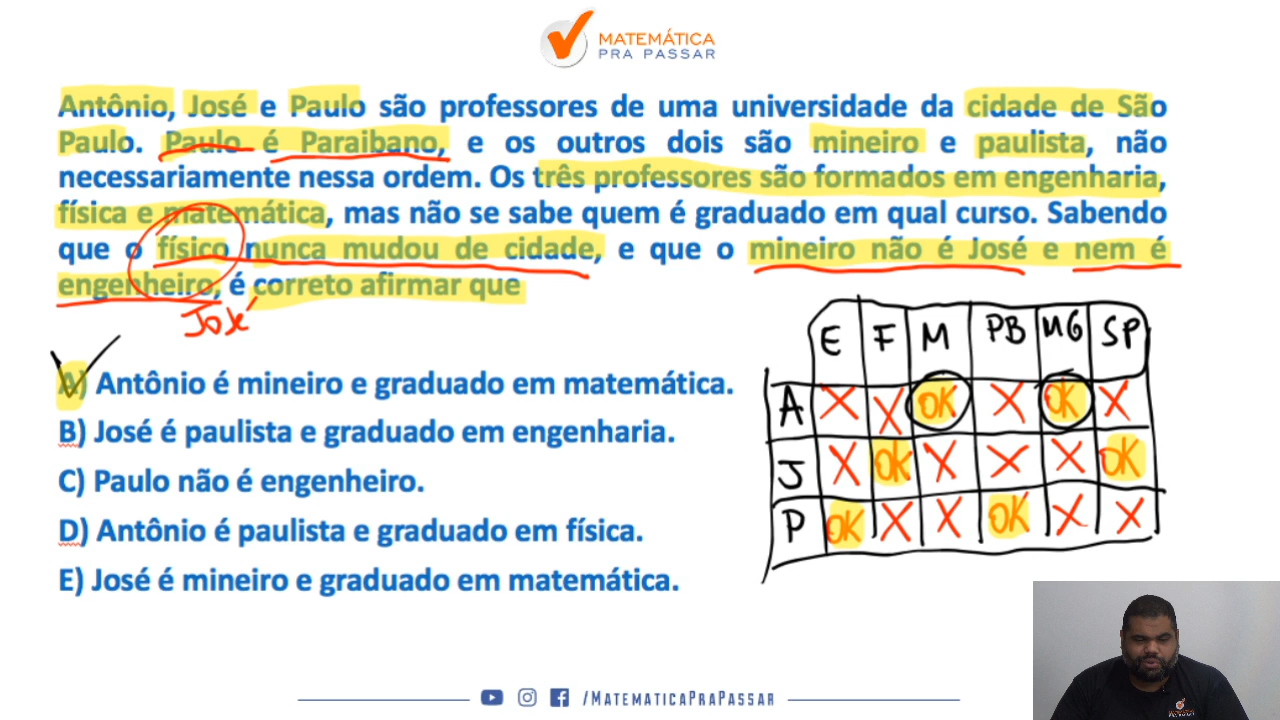 MATEMÁTICA
PRA PASSAR
Antônio, José e Paulo são professores de uma universidade da cidade de São
Paulo. Paulo é Paraibano, e os outros dois são mineiro e paulista, não
necessariamente nessa ordem. Os três professores são formados em engenharia,
física e matemática, mas não se sabe quem é graduado em qual curso. Sabendo
que o físico nunca mudou de cidade, e que o mineiro não é José e nem é
engenheiro, é correto afirmar que
José
A) Antônio é mineiro e graduado em matemática.
B) José é paulista e graduado em engenharia.
C) Paulo não é engenheiro.
D) Antônio é paulista e graduado em física.
E) José é mineiro e graduado em matemática.
E F M PB MG SP
A X X OK X OK X
J X OK X X X OK
P OK X X OK X X
/MATEMATICAPRAPASSAR